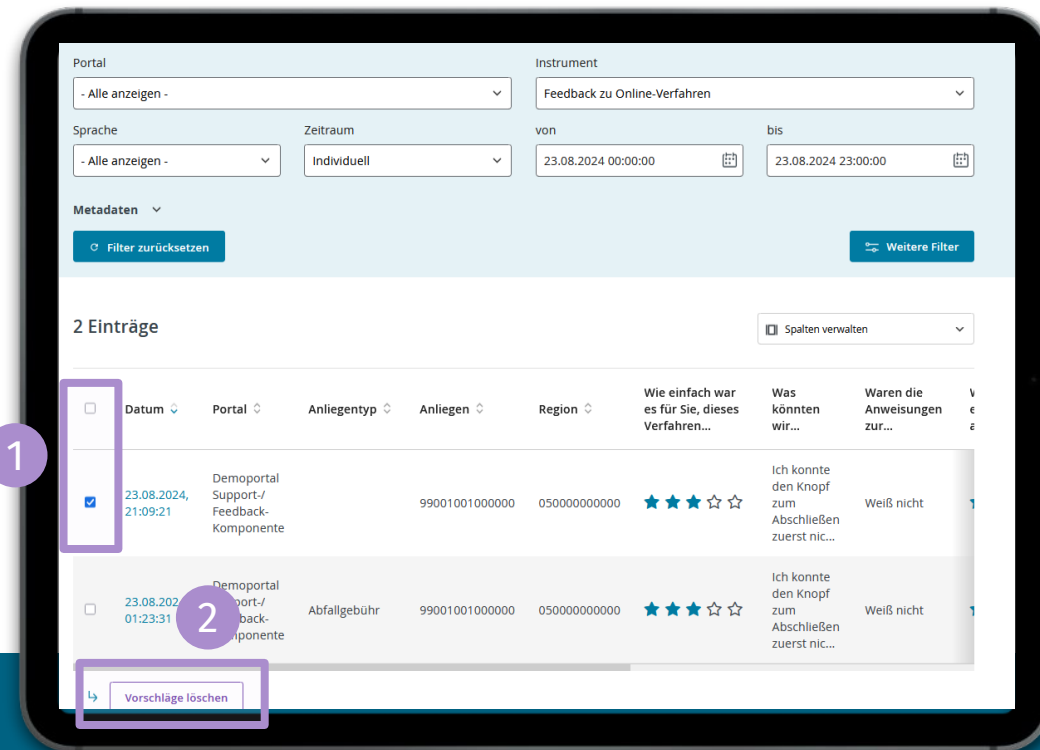 Portal Instrument
- Alle anzeigen - Feedback zu Online-Verfahren
Sprache Zeitraum von bis
- Alle anzeigen - Individuell 23.08.2024 00:00:00 23.08.2024 23:00:00
Metadaten
Filter zurücksetzen Weitere Filter
2 Einträge Spalten verwalten
Datum Portal Anliegentyp Anliegen Region
Wie einfach war
es für Sie, dieses
Verfahren...
Was
könnten
wir...
Waren die
Anweisungen
zur...
1
23.08.2024,
21:09:21
Demoportal
Support-/
Feedback-
Komponente
99001001000000 050000000000
Ich konnte
den Knopf
zum
Abschließen
zuerst nic...
Weiß nicht
2
23.08.202
01:23:31
Demoportal
port-/
back-
ponente
Abfallgebühr 99001001000000 050000000000
Ich konnte
den Knopf
zum
Abschließen
zuerst nic...
Weiß nicht
Vorschläge löschen